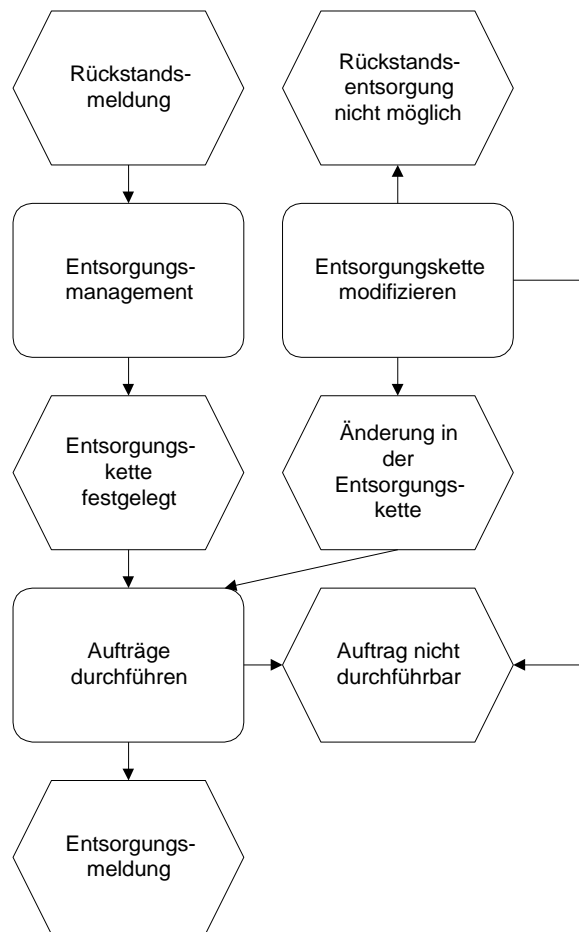 Rückstands-
meldung
Rückstands-
entsorgung
nicht möglich
Entsorgungs-
management
Entsorgungskette
modifizieren
Entsorgungs-
kette
festgelegt
Änderung in
der
Entsorgungs-
kette
Aufträge
durchführen
Auftrag nicht
durchführbar
Entsorgungs-
meldung